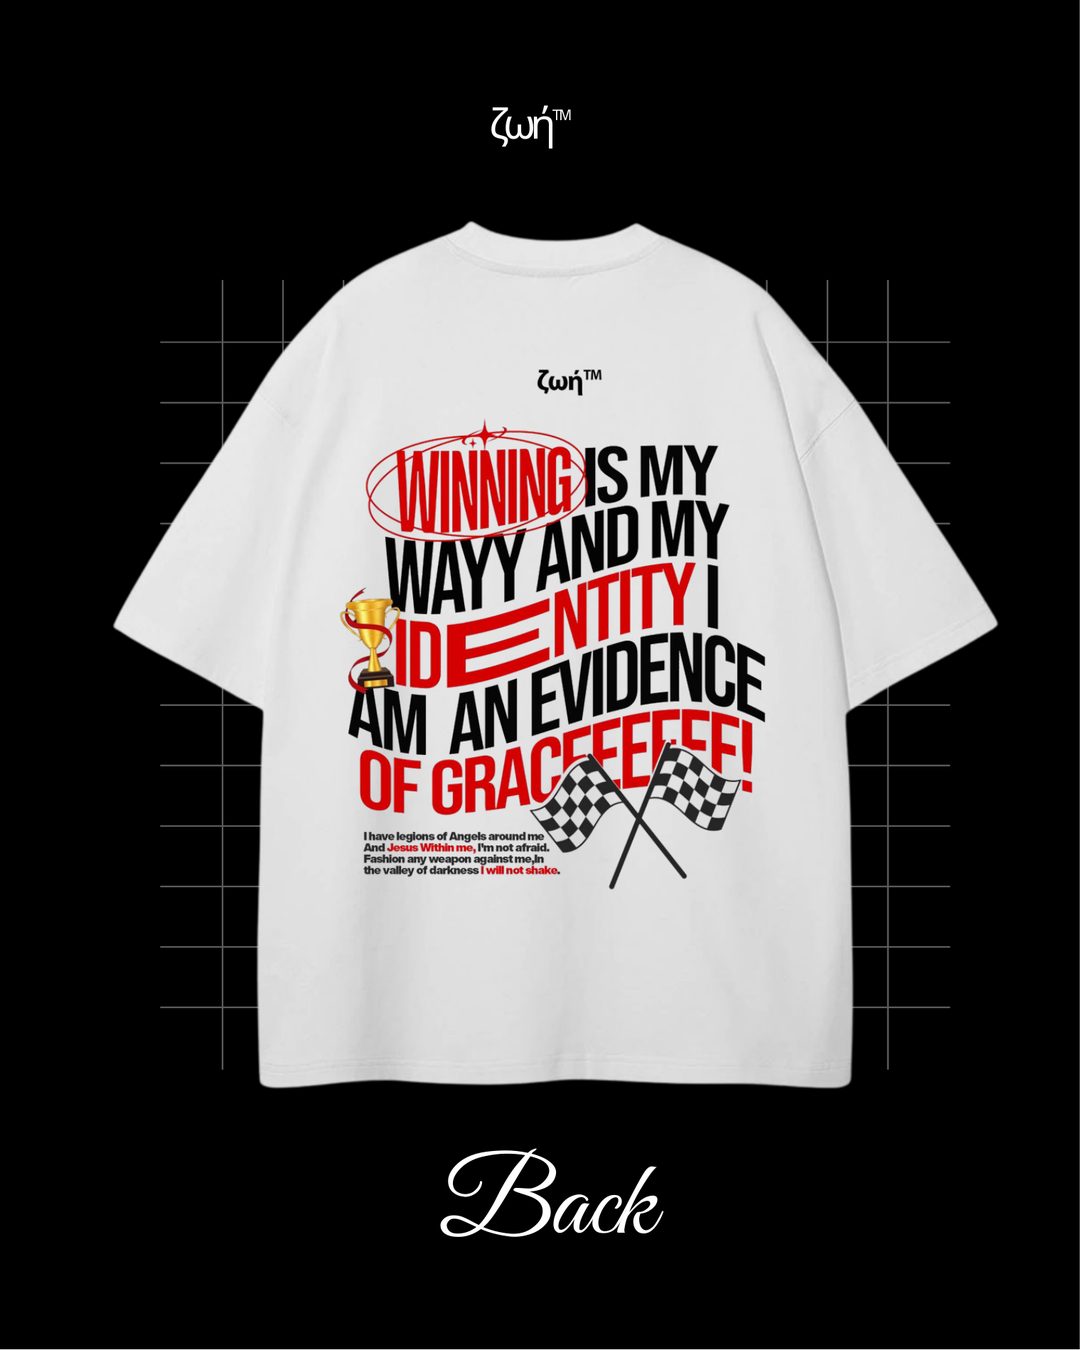 ζωή™
ζωή™
WINNING IS MY
WAYY AND MY
IDENTITY I
AM AN EVIDENCE
OF GRACEEEEEE!
I have legions of Angels around me
And Jesus Within me, I'm not afraid.
Fashion any weapon against me,In
the valley of darkness I will not shake.
Back